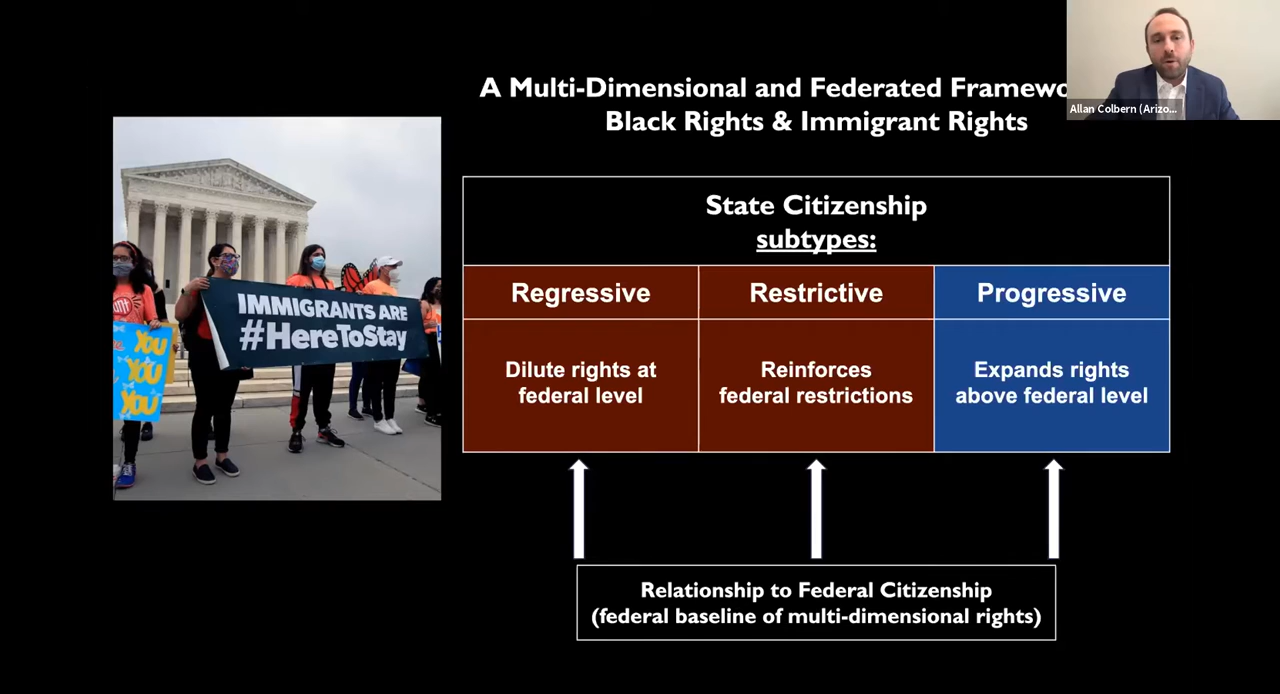 A Multi-Dimensional and Federated
Black Rights & Immigrant Rights
Allan Colbern (Arizo...
IMMIGRANTS ARE
#HereToStay
YOU
YOU
YOU
State Citizenship
subtypes:
Regressive
Restrictive
Progressive
Dilute rights at
federal level
Reinforces
federal restrictions
Expands rights
above federal level
Relationship to Federal Citizenship
(federal baseline of multi-dimensional rights)